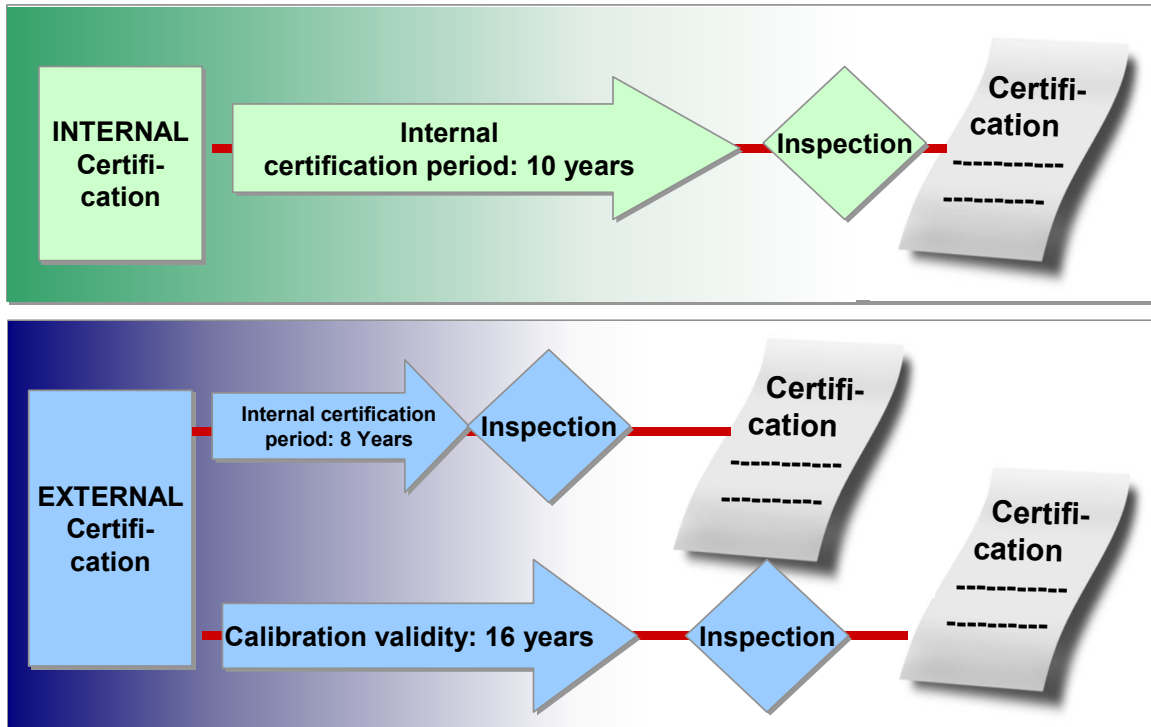 INTERNAL
Certifi-
cation
Internal
certification period: 10 years
Inspection
Certifi-
cation
-----------
----------
EXTERNAL
Certifi-
cation
Internal certification
period: 8 Years
Inspection
Certifi-
cation
-----------
----------
Calibration validity: 16 years
Inspection
Certifi-
cation
-----------
----------